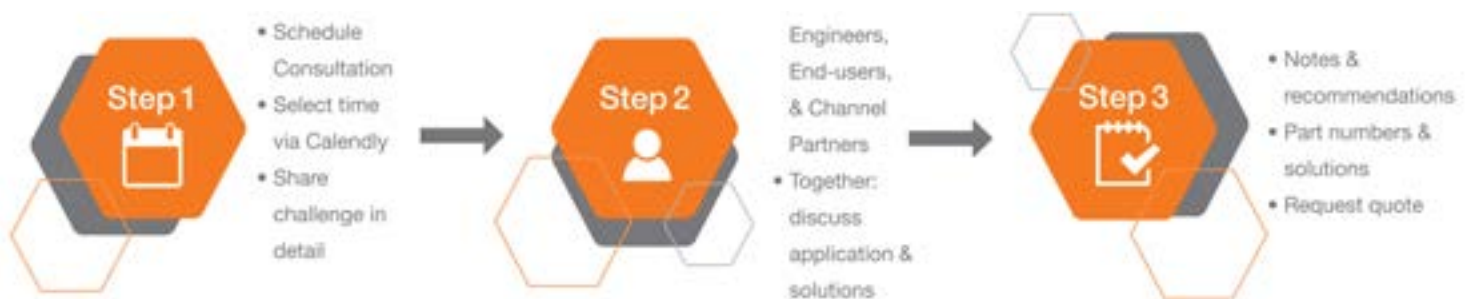 Step 1
• Schedule
Consultation
• Select time
via Calendly
• Share
challenge in
detail
Step 2
Engineers,
End-users,
& Channel
Partners
• Together:
discuss
application &
solutions
Step 3
• Notes &
recommendations
• Part numbers &
solutions
• Request quote